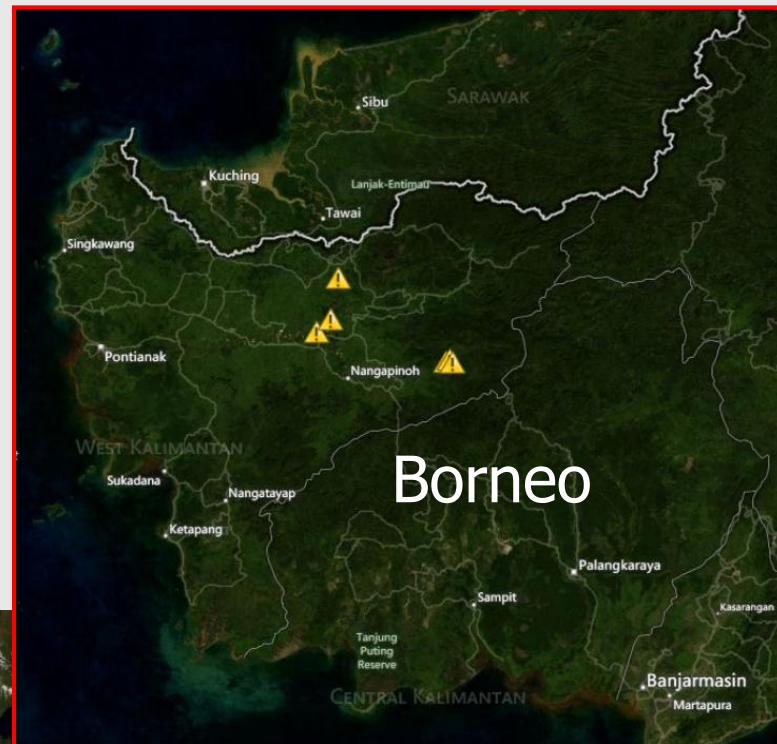 Sibu
SARAWAK
Kuching
Lanjak-Entimau
Tawai
Singkawang
Pontianak
Nangapinoh
WEST KALIMANTAN
Borneo
Sukadana
Nangatayap
Ketapang
Palangkaraya
Sampit
Kasarangan
Tanjung
Puting
Reserve
Banjarmasin
CENTRAL KALIMANTAN
Martapura